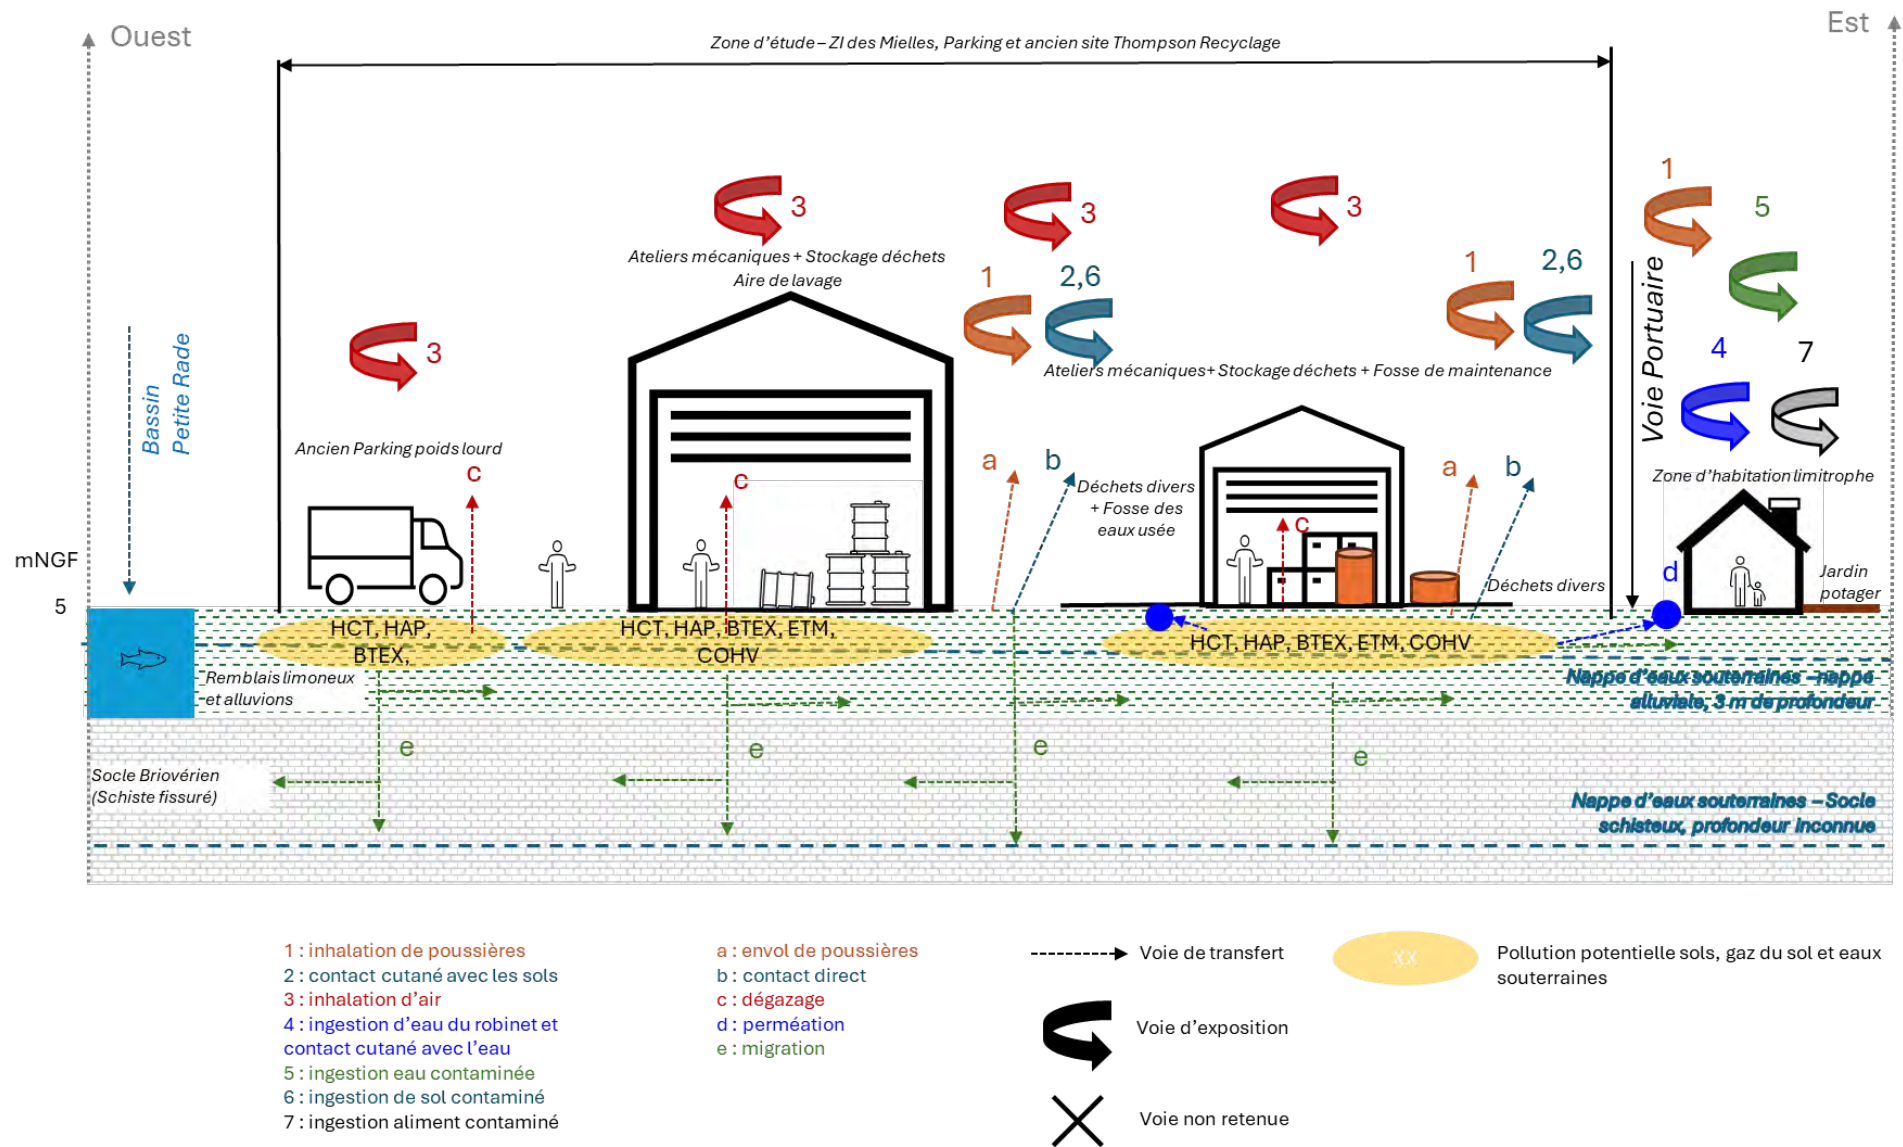 Ouest
Est
Zone d'étude – ZI des Mielles, Parking et ancien site Thompson Recyclage
1
5
3
3
3
Ateliers mécaniques + Stockage déchets
Aire de lavage
1
2,6
1
2,6
Voie Portuaire
4
7
3
Bassin
Petite Rade
Ateliers mécaniques+ Stockage déchets + Fosse de maintenance
Ancien Parking poids lourd
c
c
a
b
Déchets divers
+ Fosse des
eaux usée
c
a
b
Zone d'habitation limitrophe
mNGF
5
Déchets divers
d
Jardin
potager
HCT, HAP,
BTEX,
HCT, HAP, BTEX, ETM,
COHV
HCT, HAP, BTEX, ETM, COHV
Remblais limoneux
et alluvions
Nappe d'eaux souterraines – nappe
alluviale, 3 m de profondeur
e
e
e
e
Socle Briovérien
(Schiste fissuré)
Nappe d'eaux souterraines – Socle
schisteux, profondeur inconnue
1 : inhalation de poussières
2 : contact cutané avec les sols
3 : inhalation d'air
4 : ingestion d'eau du robinet et
contact cutané avec l'eau
5 : ingestion eau contaminée
6 : ingestion de sol contaminé
7 : ingestion aliment contaminé
a : envol de poussières
b : contact direct
c : dégazage
d : perméation
e : migration
Voie de transfert
Voie d'exposition
Voie non retenue
XX
Pollution potentielle sols, gaz du sol et eaux
souterraines